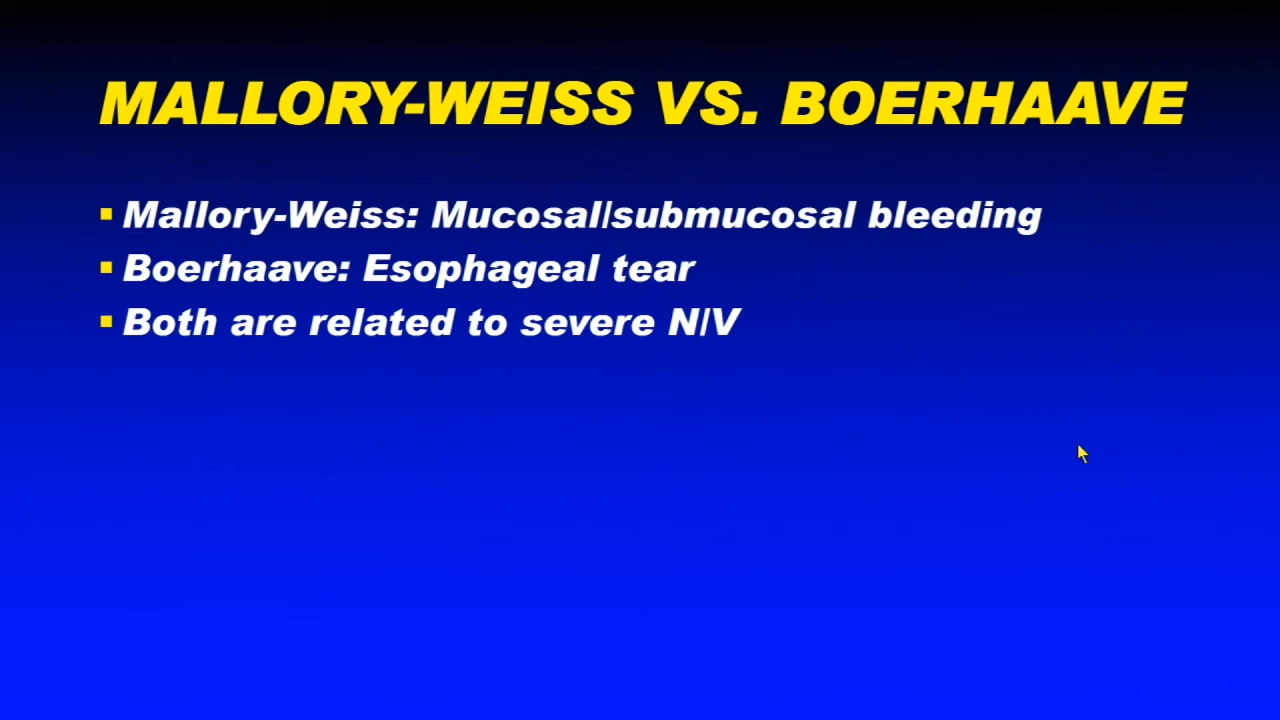 MALLORY-WEISS VS. BOERHAAVE
▪ Mallory-Weiss: Mucosal/submucosal bleeding
▪ Boerhaave: Esophageal tear
▪ Both are related to severe N/V